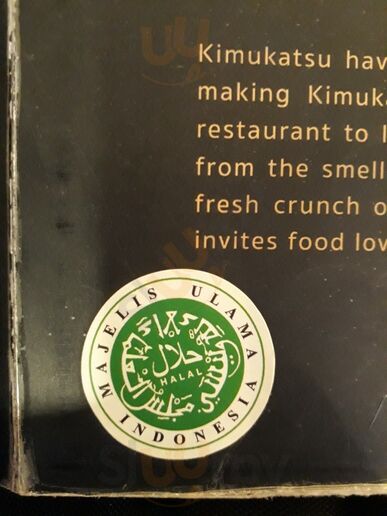 Kimukatsu hav
making Kimuka
restaurant to l
from the smell
fresh crunch o
invites food lov
MAJELIS ULAMA
حلال
HALAL
INDONESIA